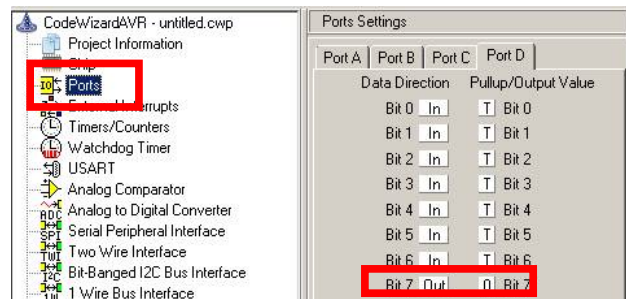 CodeWizardAVR - untitled.cwp
Project Information
Chip
Ports
External Interrupts
Timers/Counters
Watchdog Timer
USART
Analog Comparator
Analog to Digital Converter
Serial Peripheral Interface
Two Wire Interface
Bit-Banged I2C Bus Interface
1 Wire Bus Interface
Ports Settings
Port A Port B Port C Port D
Data Direction Pullup/Output Value
Bit 0 In T Bit 0
Bit 1 In T Bit 1
Bit 2 In T Bit 2
Bit 3 In T Bit 3
Bit 4 In T Bit 4
Bit 5 In T Bit 5
Bit 6 In T Bit 6
Bit 7 Out 0 Bit 7